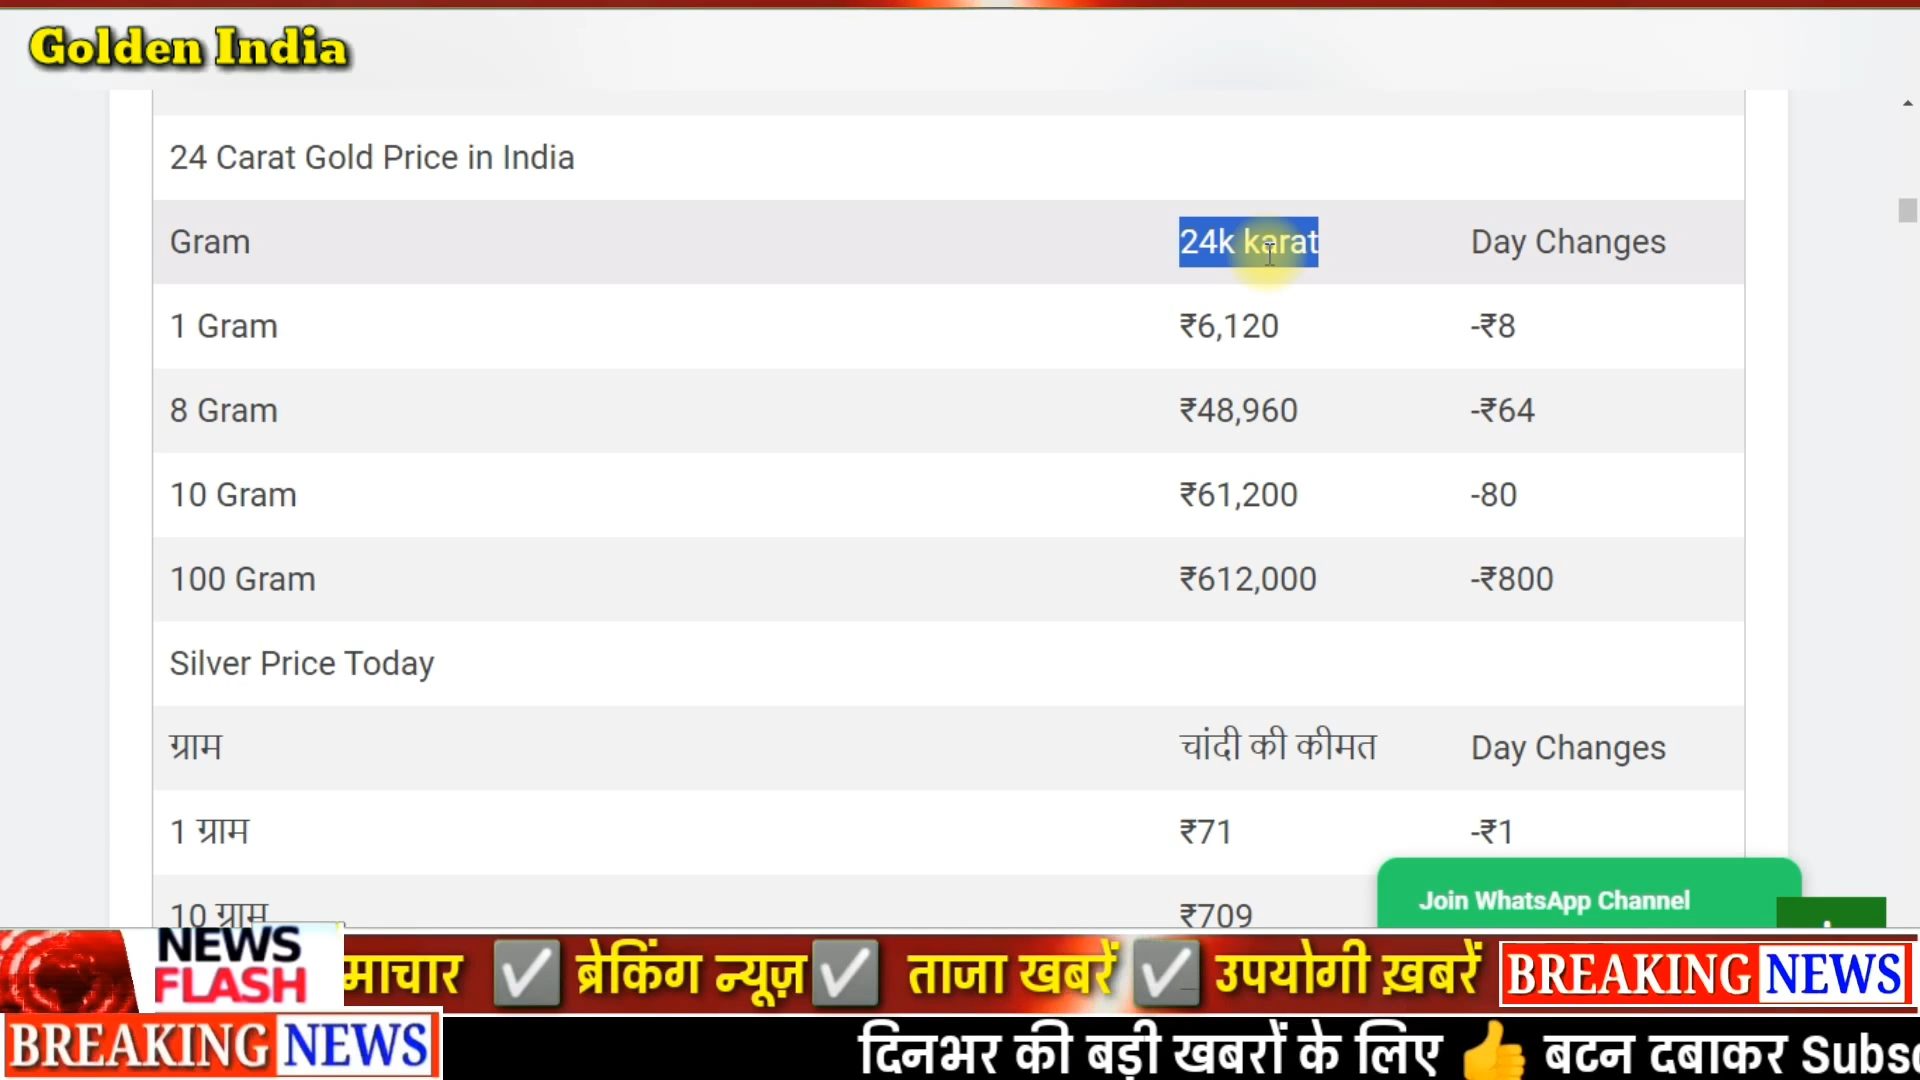 Golden India
24 Carat Gold Price in India
Gram 24k karat Day Changes
1 Gram ₹6,120 -₹8
8 Gram ₹48,960 -₹64
10 Gram ₹61,200 -80
100 Gram ₹612,000 -₹800
Silver Price Today
ग्राम चांदी की कीमत Day Changes
1 ग्राम ₹71 -₹1
10 ग्राम ₹709
Join WhatsApp Channel
NEWS
FLASH
माचार ब्रेकिंग न्यूज़ ताजा खबरें उपयोगी ख़बरें BREAKING NEWS
BREAKING NEWS दिनभर की बड़ी खबरों के लिए 👍 बटन दबाकर Subsc